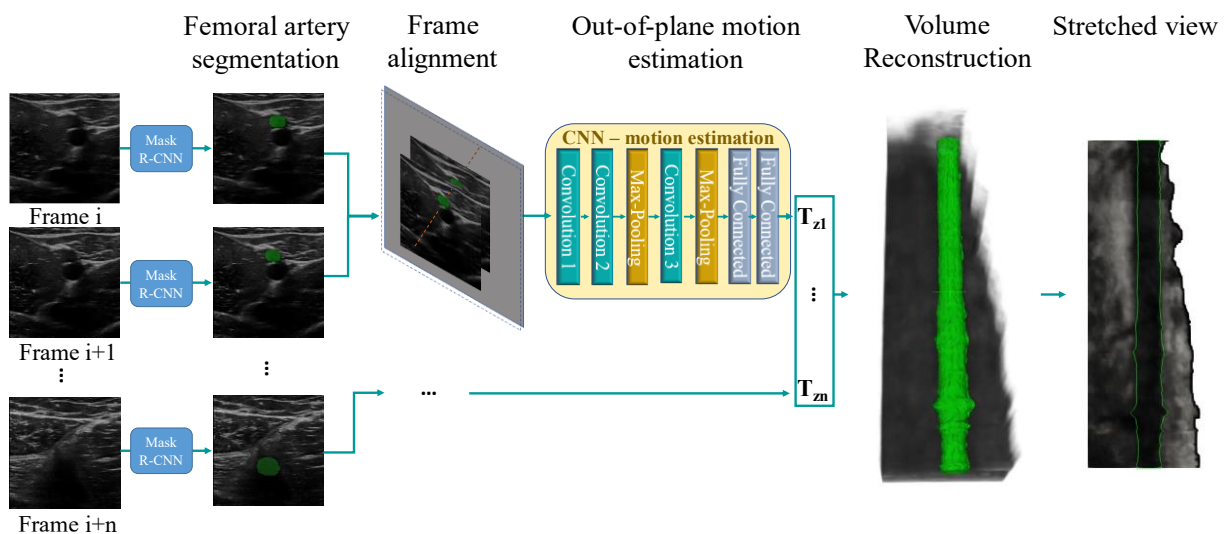 Femoral artery
segmentation
Frame
alignment
Out-of-plane motion
estimation
Volume
Reconstruction
Stretched view
Mask
R-CNN
Frame i
Mask
R-CNN
Frame i+1
...
Mask
R-CNN
Frame i+n
...
...
CNN – motion estimation
Convolution 1
Convolution 2
Max-Pooling
Convolution 3
Max-Pooling
Fully Connected
Fully Connected
Tz1
...
Tzn